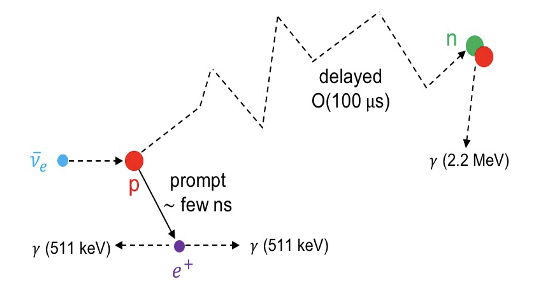 n
delayed
O(100 μs)
ν̄ₑ
p
γ (2.2 MeV)
prompt
~ few ns
γ (511 keV)
γ (511 keV)
e⁺